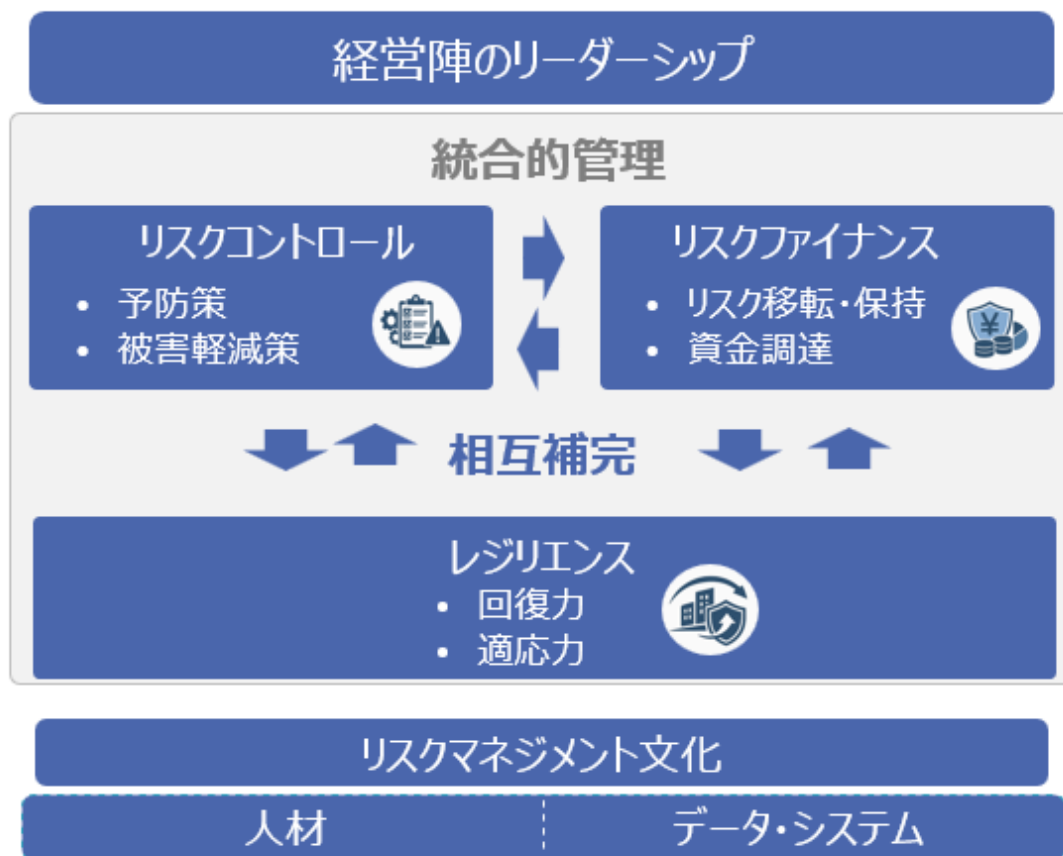 経営陣のリーダーシップ
統合的管理
リスクコントロール
• 予防策
• 被害軽減策
リスクファイナンス
• リスク移転・保持
• 資金調達
¥
相互補完
レジリエンス
• 回復力
• 適応力
リスクマネジメント文化
人材
データ・システム